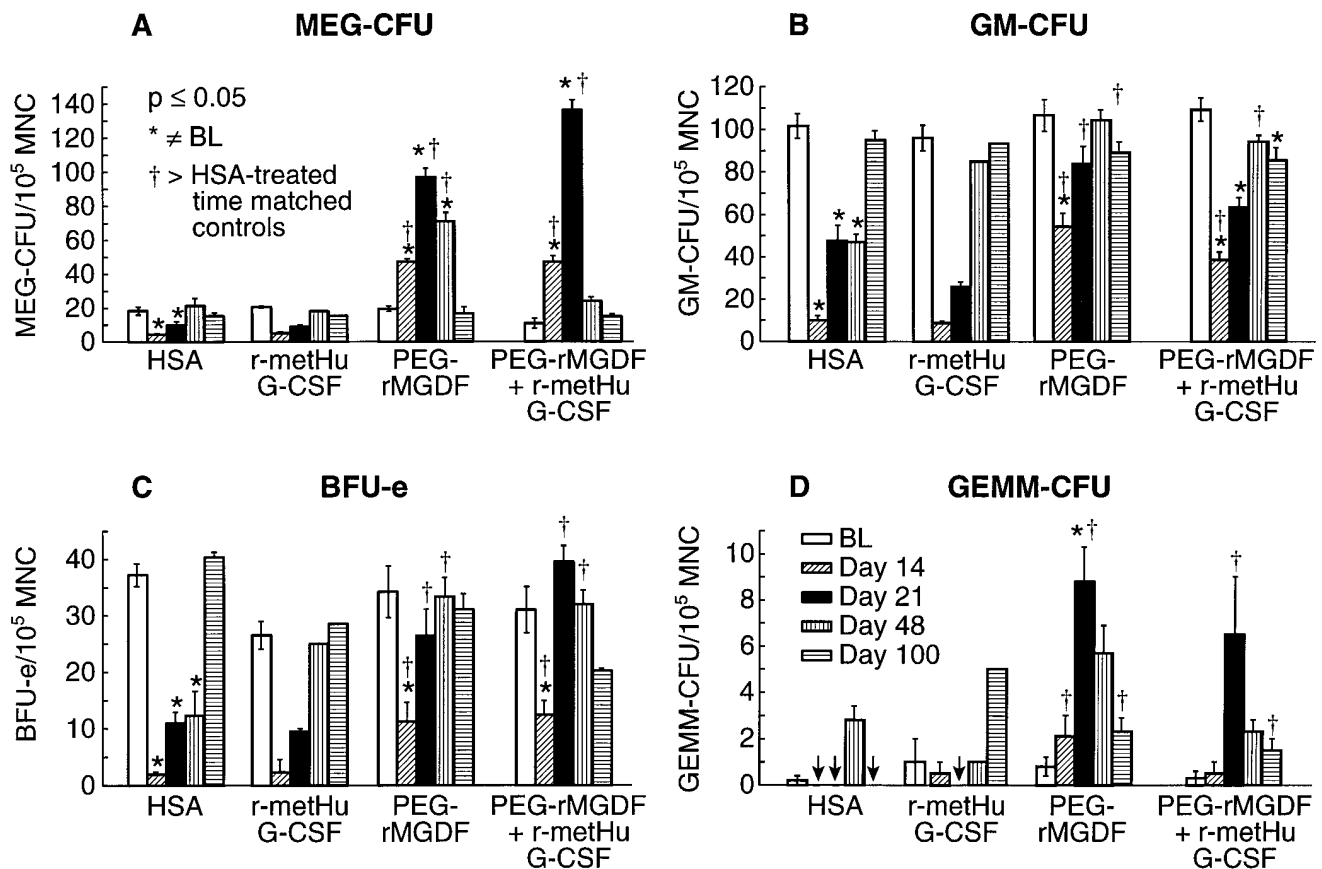 A MEG-CFU
MEG-CFU/10⁵ MNC
140
120
100
80
60
40
20
0
p ≤ 0.05
* ≠ BL
† > HSA-treated
time matched
controls
* *
† *
* †
† *
† *
* †
HSA
r-metHu
G-CSF
PEG-
rMGDF
PEG-rMGDF
+ r-metHu
G-CSF
B GM-CFU
GM-CFU/10⁵ MNC
120
100
80
60
40
20
0
* * *
† *
†
†
† *
*
†
*
HSA
r-metHu
G-CSF
PEG-
rMGDF
PEG-rMGDF
+ r-metHu
G-CSF
C BFU-e
BFU-e/10⁵ MNC
40
30
20
10
0
* * *
† *
†
†
† *
†
†
HSA
r-metHu
G-CSF
PEG-
rMGDF
PEG-rMGDF
+ r-metHu
G-CSF
D GEMM-CFU
GEMM-CFU/10⁵ MNC
10
8
6
4
2
0
BL
Day 14
Day 21
Day 48
Day 100
†
* †
†
†
†
HSA
r-metHu
G-CSF
PEG-
rMGDF
PEG-rMGDF
+ r-metHu
G-CSF